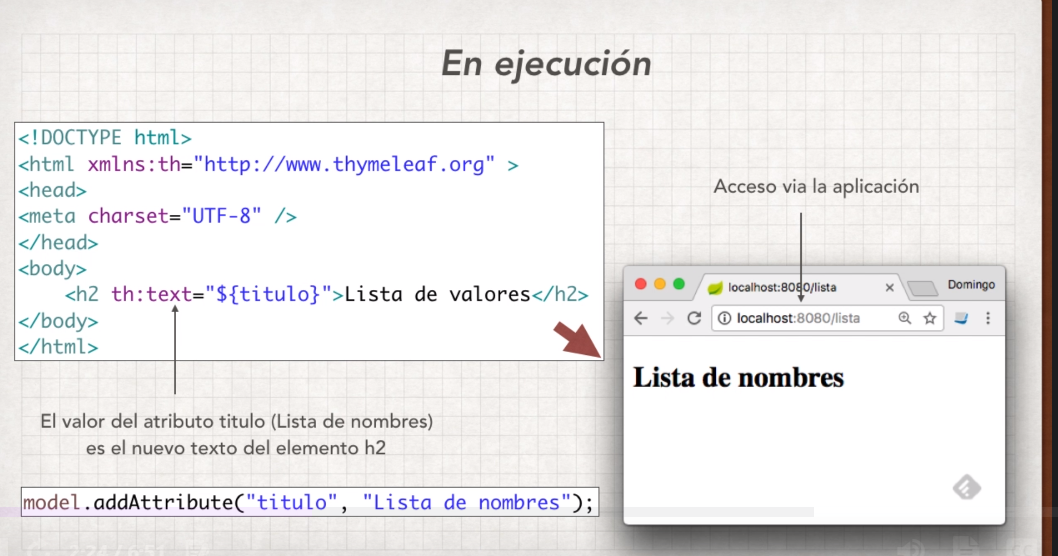 En ejecución
<!DOCTYPE html>
<html xmlns:th="http://www.thymeleaf.org" >
<head>
<meta charset="UTF-8" />
</head>
<body>
<h2 th:text="${titulo}">Lista de valores</h2>
</body>
</html>
El valor del atributo titulo (Lista de nombres)
es el nuevo texto del elemento h2
model.addAttribute("titulo", "Lista de nombres");
Acceso via la aplicación
localhost:8080/lista
Domingo
localhost:8080/lista
Lista de nombres